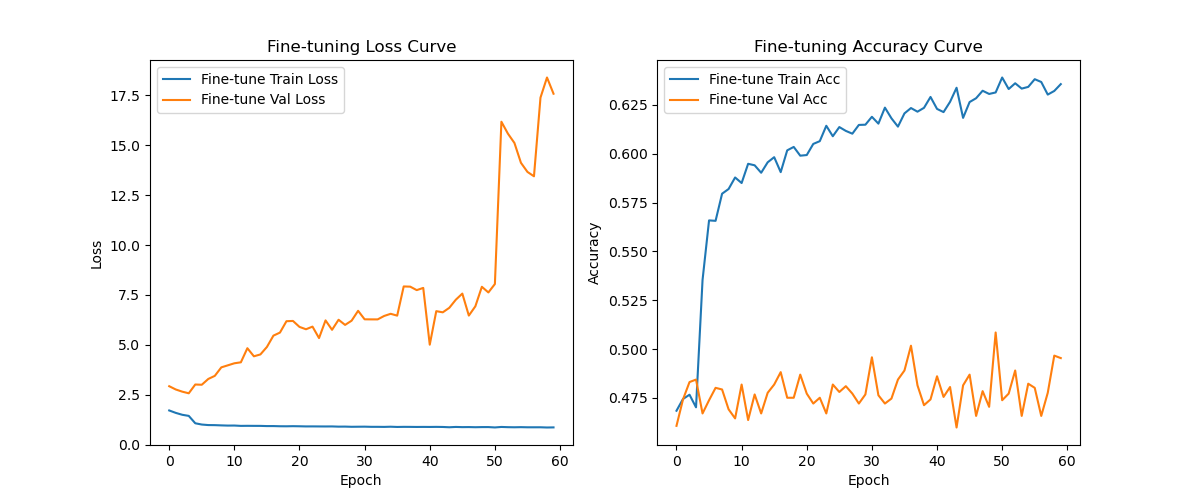 Fine-tuning Loss Curve
Fine-tune Train Loss
Fine-tune Val Loss
17.5
15.0
12.5
10.0
7.5
5.0
2.5
0.0
Loss
0 10 20 30 40 50 60
Epoch
Fine-tuning Accuracy Curve
Fine-tune Train Acc
Fine-tune Val Acc
0.625
0.600
0.575
0.550
0.525
0.500
0.475
Accuracy
0 10 20 30 40 50 60
Epoch